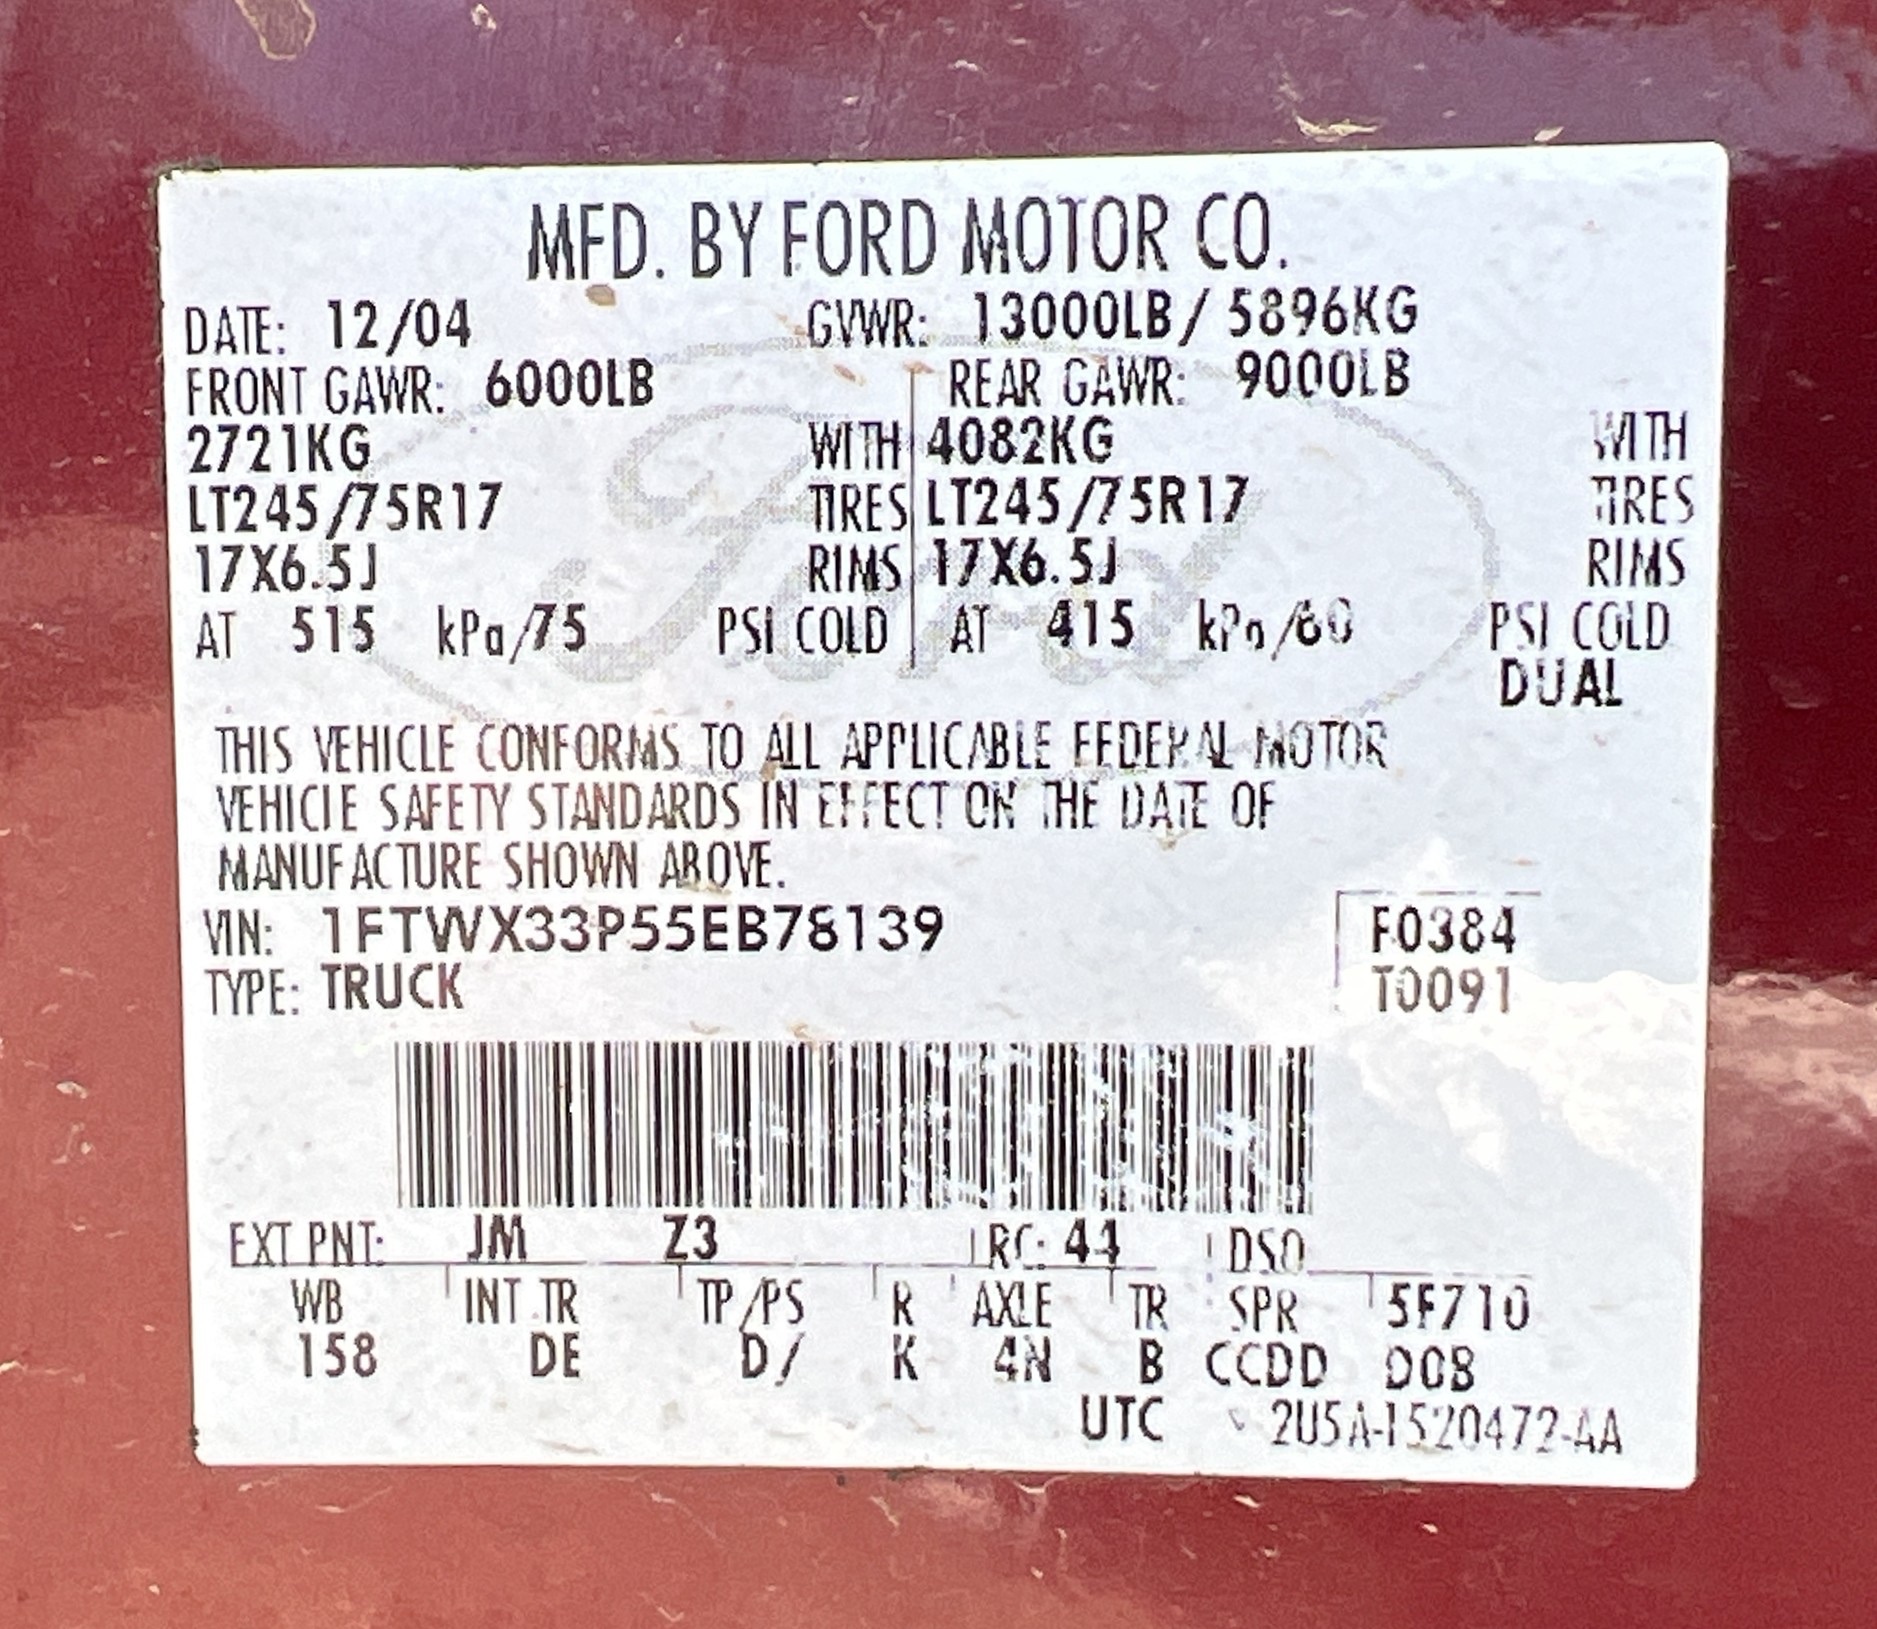 MFD. BY FORD MOTOR CO.
DATE: 12/04 GVWR: 13000LB/ 5896KG
FRONT GAWR: 6000LB REAR GAWR: 9000LB
2721KG WITH 4082KG WITH
LT245/75R17 TIRES LT245/75R17 TIRES
17X6.5J RIMS 17X6.5J RIMS
AT 515 kPa/75 PSI COLD AT 415 kPa/60 PSI COLD
DUAL
THIS VEHICLE CONFORMS TO ALL APPLICABLE FEDERAL MOTOR
VEHICLE SAFETY STANDARDS IN EFFECT ON THE DATE OF
MANUFACTURE SHOWN ABOVE.
VIN: 1FTWX33P55EB78139 F0384
TYPE: TRUCK T0091
EXT PNT: JM Z3 RC: 44 DSO
WB INT TR TP/PS R AXLE TR SPR 5F710
158 DE D/ K 4N B CCDD D08
UTC 2U5A-1520472-AA
Ford